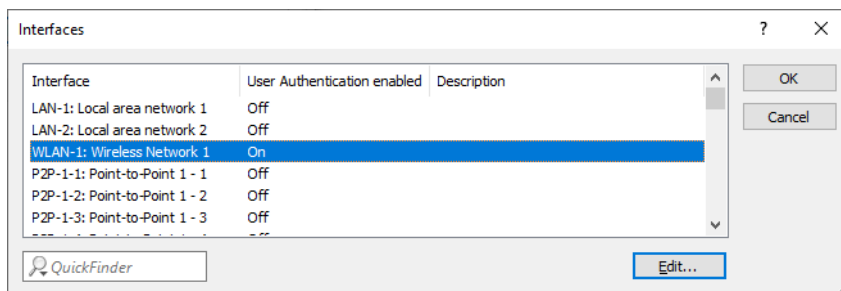 Interfaces ?
Interface User Authentication enabled Description
LAN-1: Local area network 1 Off
LAN-2: Local area network 2 Off
WLAN-1: Wireless Network 1 On
P2P-1-1: Point-to-Point 1 - 1 Off
P2P-1-2: Point-to-Point 1 - 2 Off
P2P-1-3: Point-to-Point 1 - 3 Off
OK
Cancel
QuickFinder
Edit...